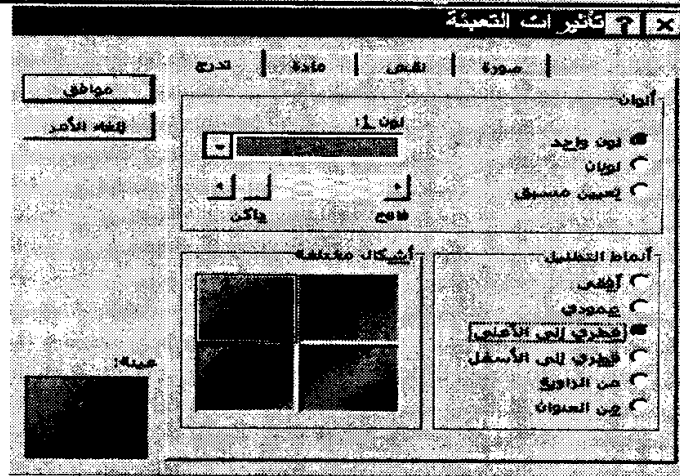 تأثيرات التعبئة
صورة
نقش
مادة
تدرج
موافق
إلغاء الأمر
ألوان
لون واحد
لونان
تعيين مسبق
لون 1:
فاتح
داكن
أنماط التظليل
أفقي
عمودي
قطري إلى الأعلى
قطري إلى الأسفل
من الزاوية
من العنوان
أشكال مختلفة
عينة: